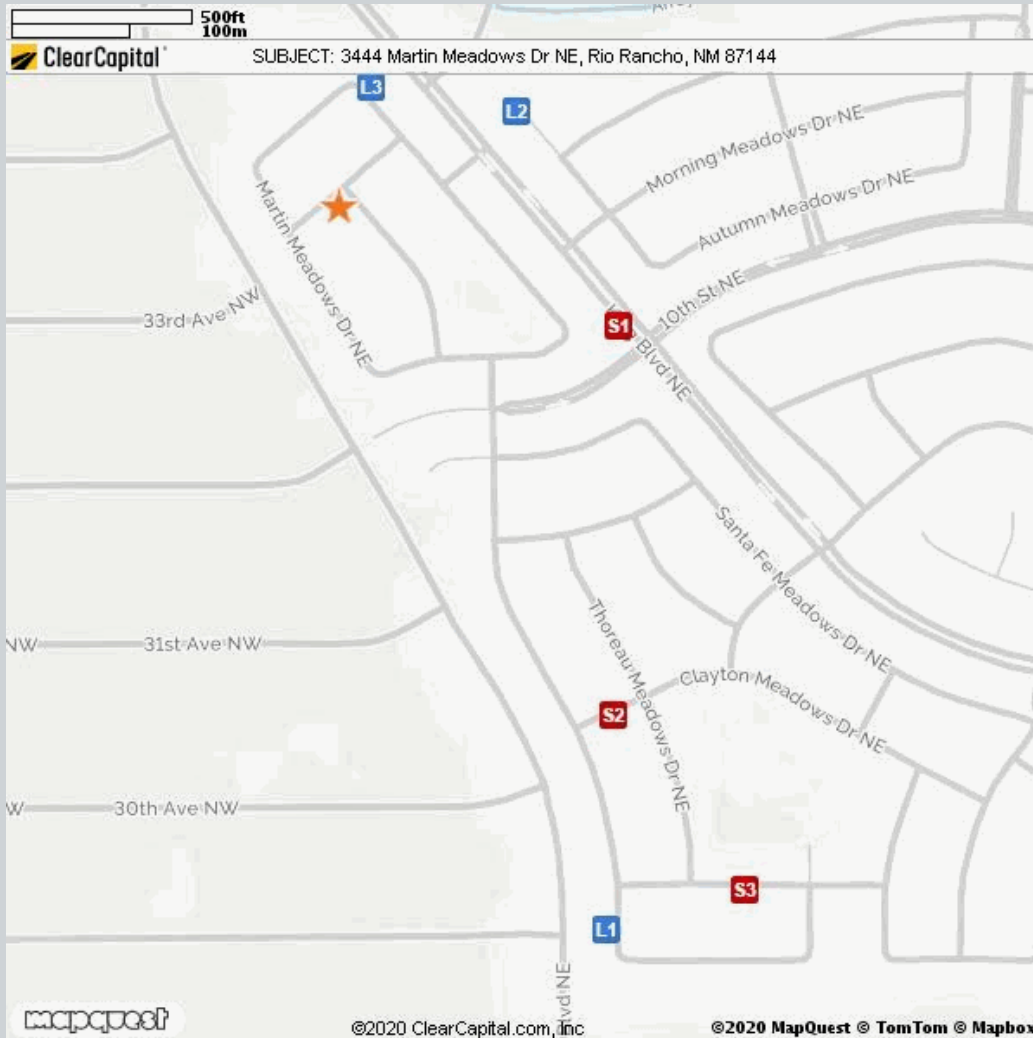 500ft
100m
ClearCapital
SUBJECT: 3444 Martin Meadows Dr NE, Rio Rancho, NM 87144
L3
L2
Morning Meadows Dr NE
Autumn Meadows Dr NE
Martin Meadows Dr NE
10th St NE
33rd Ave NW
S1
Blvd NE
Santa Fe Meadows Dr NE
Thoreau Meadows Dr NE
NW
31st Ave NW
Clayton Meadows Dr NE
S2
W
30th Ave NW
S3
L1
lvd NE
mapquest
©2020 ClearCapital.com, Inc
©2020 MapQuest © TomTom © Mapbox